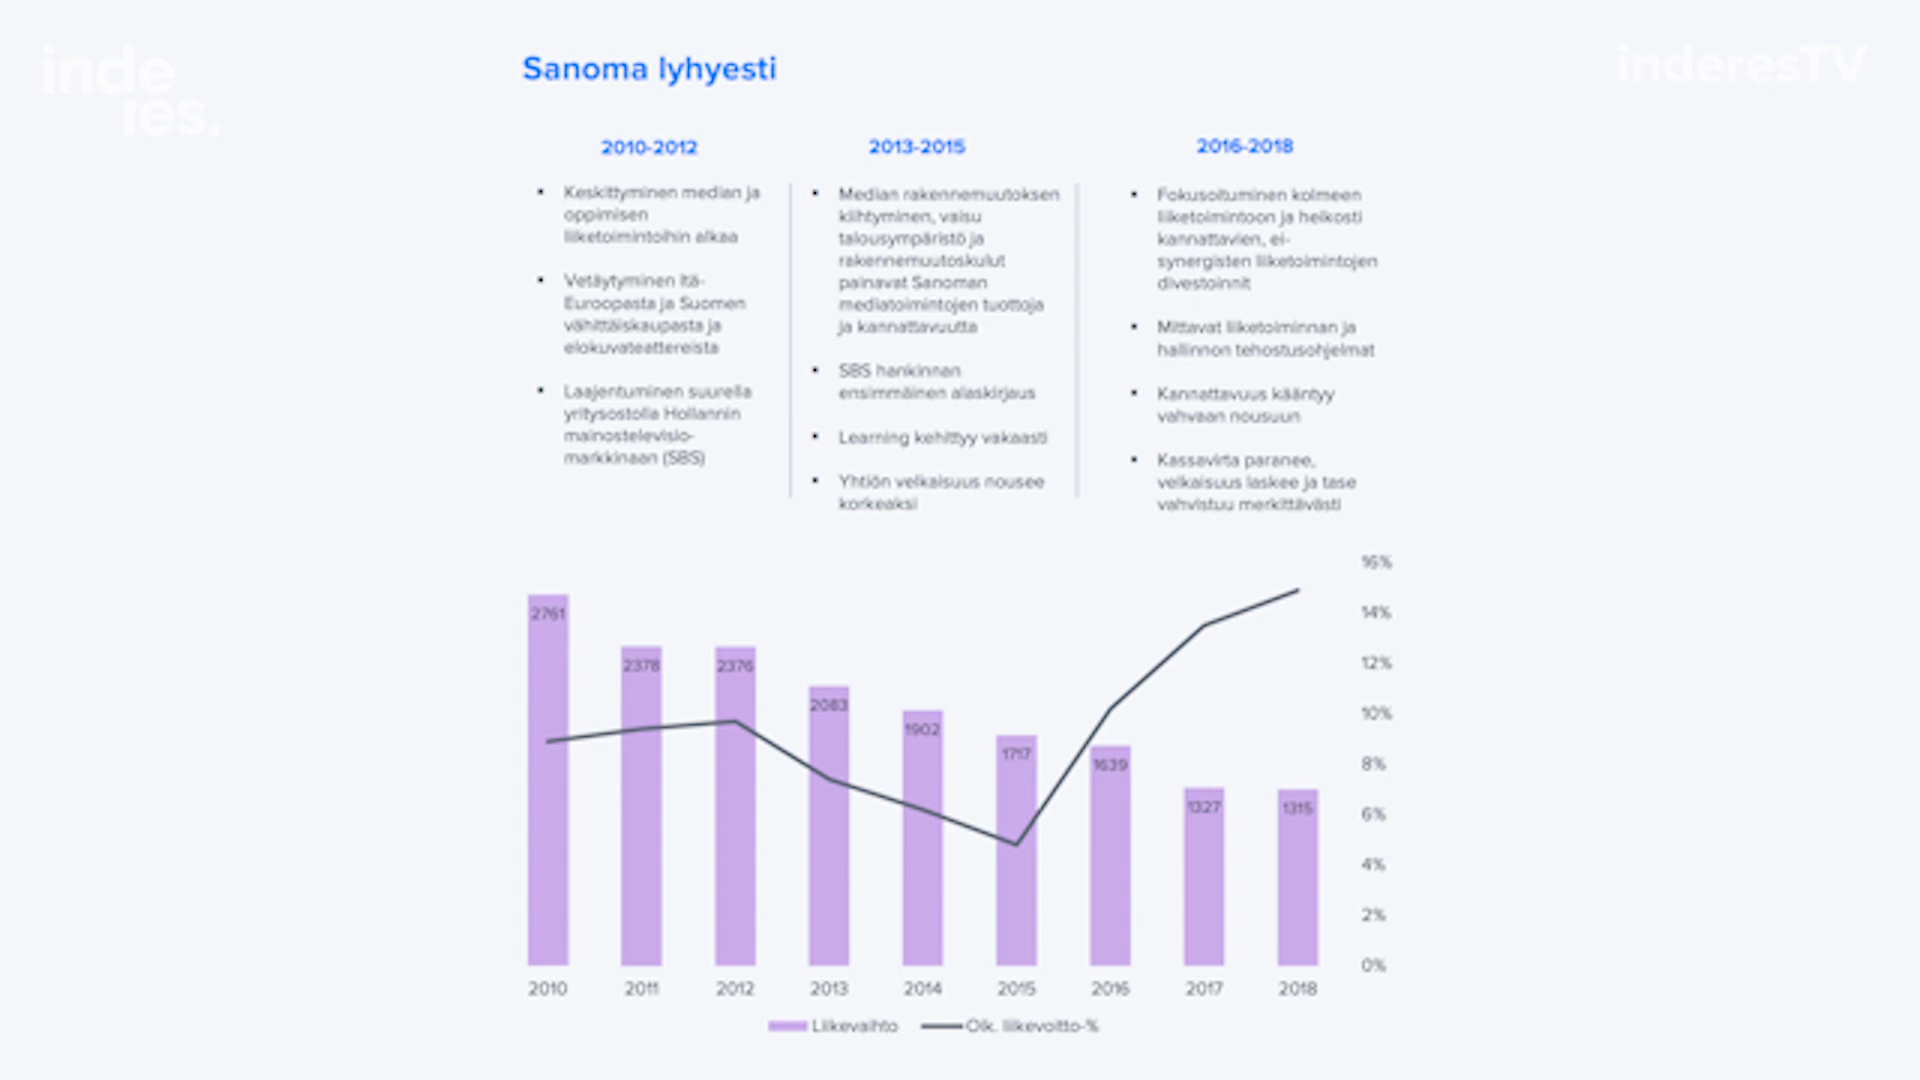 inde
res.
inderesTV
Sanoma lyhyesti
2010-2012
Keskittyminen median ja
oppimisen
liiketoimintoihin alkaa
Vetäytyminen Itä-
Euroopasta ja Suomen
vähittäiskaupasta ja
elokuvateattereista
Laajentuminen suurella
yritysostolla Hollannin
mainostelevisio-
markkinaan (SBS)
2013-2015
Median rakennemuutoksen
kiihtyminen, vaisu
talousympäristö ja
rakennemuutoskulut
painavat Sanoman
mediatoimintojen tuottoja
ja kannattavuutta
SBS hankinnan
ensimmäinen alaskirjaus
Learning kehittyy vakaasti
Yhtiön velkaisuus nousee
korkeaksi
2016-2018
Fokusoituminen kolmeen
liiketoimintoon ja heikosti
kannattavien, ei-
synergisten liiketoimintojen
divestoinnit
Mittavat liiketoiminnan ja
hallinnon tehostusohjelmat
Kannattavuus kääntyy
vahvaan nousuun
Kassavirta paranee,
velkaisuus laskee ja tase
vahvistuu merkittävästi
16%
14%
12%
10%
8%
6%
4%
2%
0%
2761
2378
2376
2083
1902
1717
1639
1327
1315
2010
2011
2012
2013
2014
2015
2016
2017
2018
Liikevaihto
Oik. liikevoitto-%